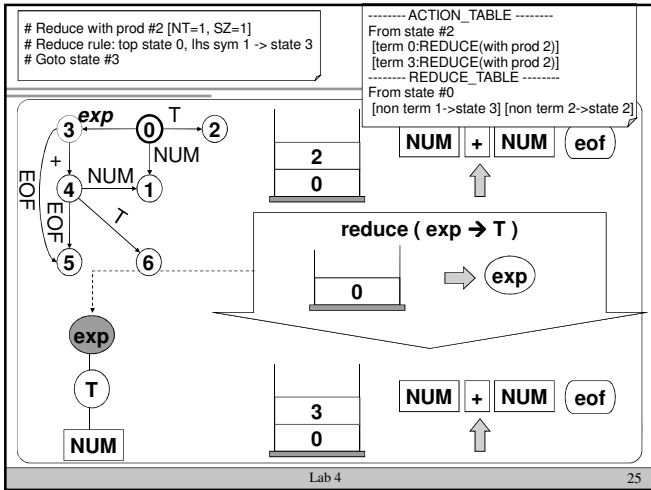 # Reduce with prod #2 [NT=1, SZ=1]
# Reduce rule: top state 0, lhs sym 1 -> state 3
# Goto state #3
-------- ACTION_TABLE --------
From state #2
[term 0:REDUCE(with prod 2)]
[term 3:REDUCE(with prod 2)]
-------- REDUCE_TABLE --------
From state #0
[non term 1->state 3] [non term 2->state 2]
3 exp 0 T 2
+ NUM
4 NUM 1
EOF EOF T
5 6
2
0
NUM + NUM eof
reduce ( exp → T )
0
exp
exp
T
NUM
3
0
NUM + NUM eof
Lab 4 25